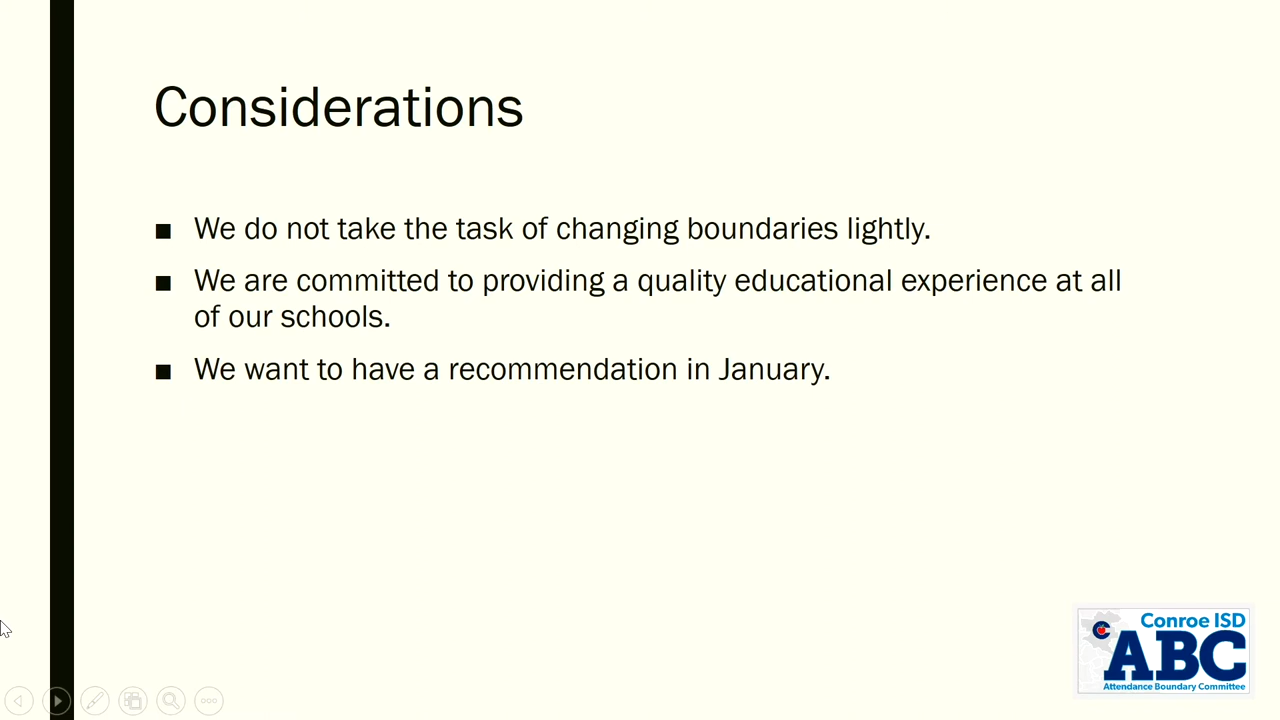 Considerations
■ We do not take the task of changing boundaries lightly.
■ We are committed to providing a quality educational experience at all
of our schools.
■ We want to have a recommendation in January.
Conroe ISD
ABC
Attendance Boundary Committee